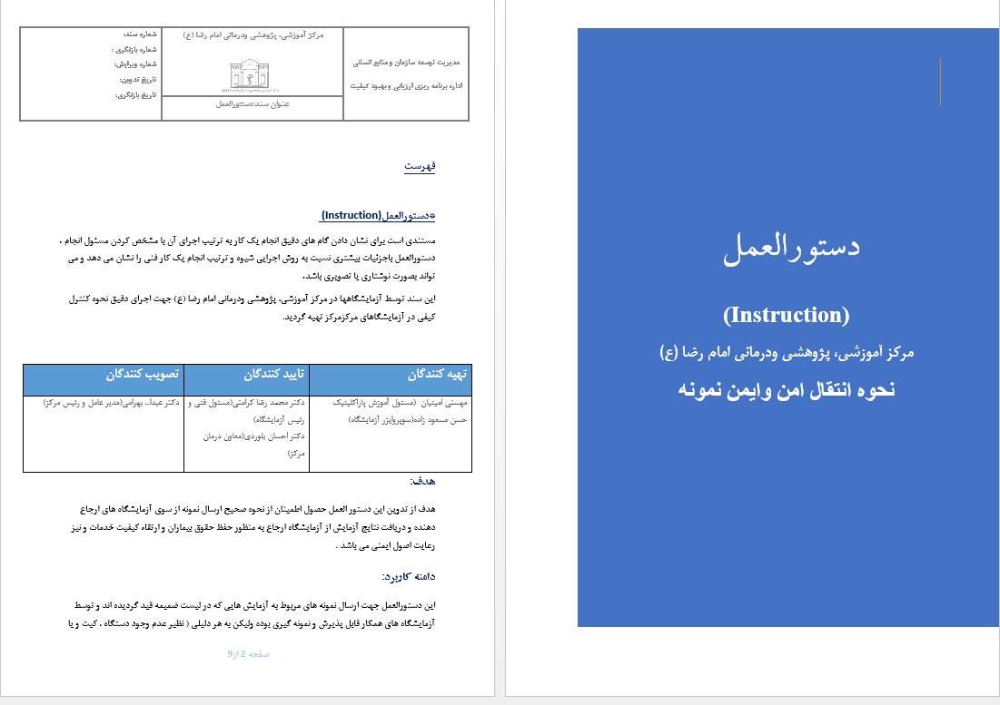 دستورالعمل
(Instruction)
مرکز آموزشی، پژوهشی ودرمانی امام رضا (ع)
نحوه انتقال امن وایمن نمونه
مدیریت توسعه سازمان و منابع انسانی
اداره برنامه ریزی ارزیابی و بهبود کیفیت
مرکز آموزشی، پژوهشی ودرمانی امام رضا (ع)
عنوان سند:دستورالعمل
شماره سند:
شماره بازنگری :
شماره ویرایش:
تاریخ تدوین:
تاریخ بازنگری:
فهرست
*دستورالعمل(Instruction)
مستندی است برای نشان دادن گام های دقیق انجام یک کار به ترتیب اجرای آن با مشخص کردن مسئول انجام .
دستورالعمل باجزئیات بیشتری نسبت به روش اجرایی شیوه و ترتیب انجام یک کار فنی را نشان می دهد و می
تواند بصورت نوشتاری یا تصویری باشد.
این سند توسط آزمایشگاهها در مرکز آموزشی، پژوهشی ودرمانی امام رضا (ع) جهت اجرای دقیق نحوه کنترل
کیفی در آزمایشگاهای مرکزمرکز تهیه گردید.
تهیه کنندگان
تایید کنندگان
تصویب کنندگان
مهستی امینیان (مسئول آموزش پاراکلینیک
حسن مسعود زاده(سوپروایزر آزمایشگاه)
دکتر محمد رضا کرامتی(مسئول فنی و
رئیس آزمایشگاه)
دکتر احسان بلوردی(معاون درمان
مرکز)
دکتر عبدا... بهرامی(مدیر عامل و رئیس مرکز)
هدف:
هدف از تدوین این دستور العمل حصول اطمینان از نحوه صحیح ارسال نمونه از سوی آزمایشگاه های ارجاع
دهنده و دریافت نتایج آزمایش از آزمایشگاه ارجاع به منظور حفظ حقوق بیماران و ارتقاء کیفیت خدمات و نیز
رعایت اصول ایمنی می باشد .
دامنه کاربرد:
این دستورالعمل جهت ارسال نمونه های مربوط به آزمایش هایی که در لیست ضمیمه قید گردیده اند و توسط
آزمایشگاه های همکار قابل پذیرش و نمونه گیری بوده ولیکن به هر دلیلی ( نظیر عدم وجود دستگاه ، کیت و یا
صفحه 2 از9